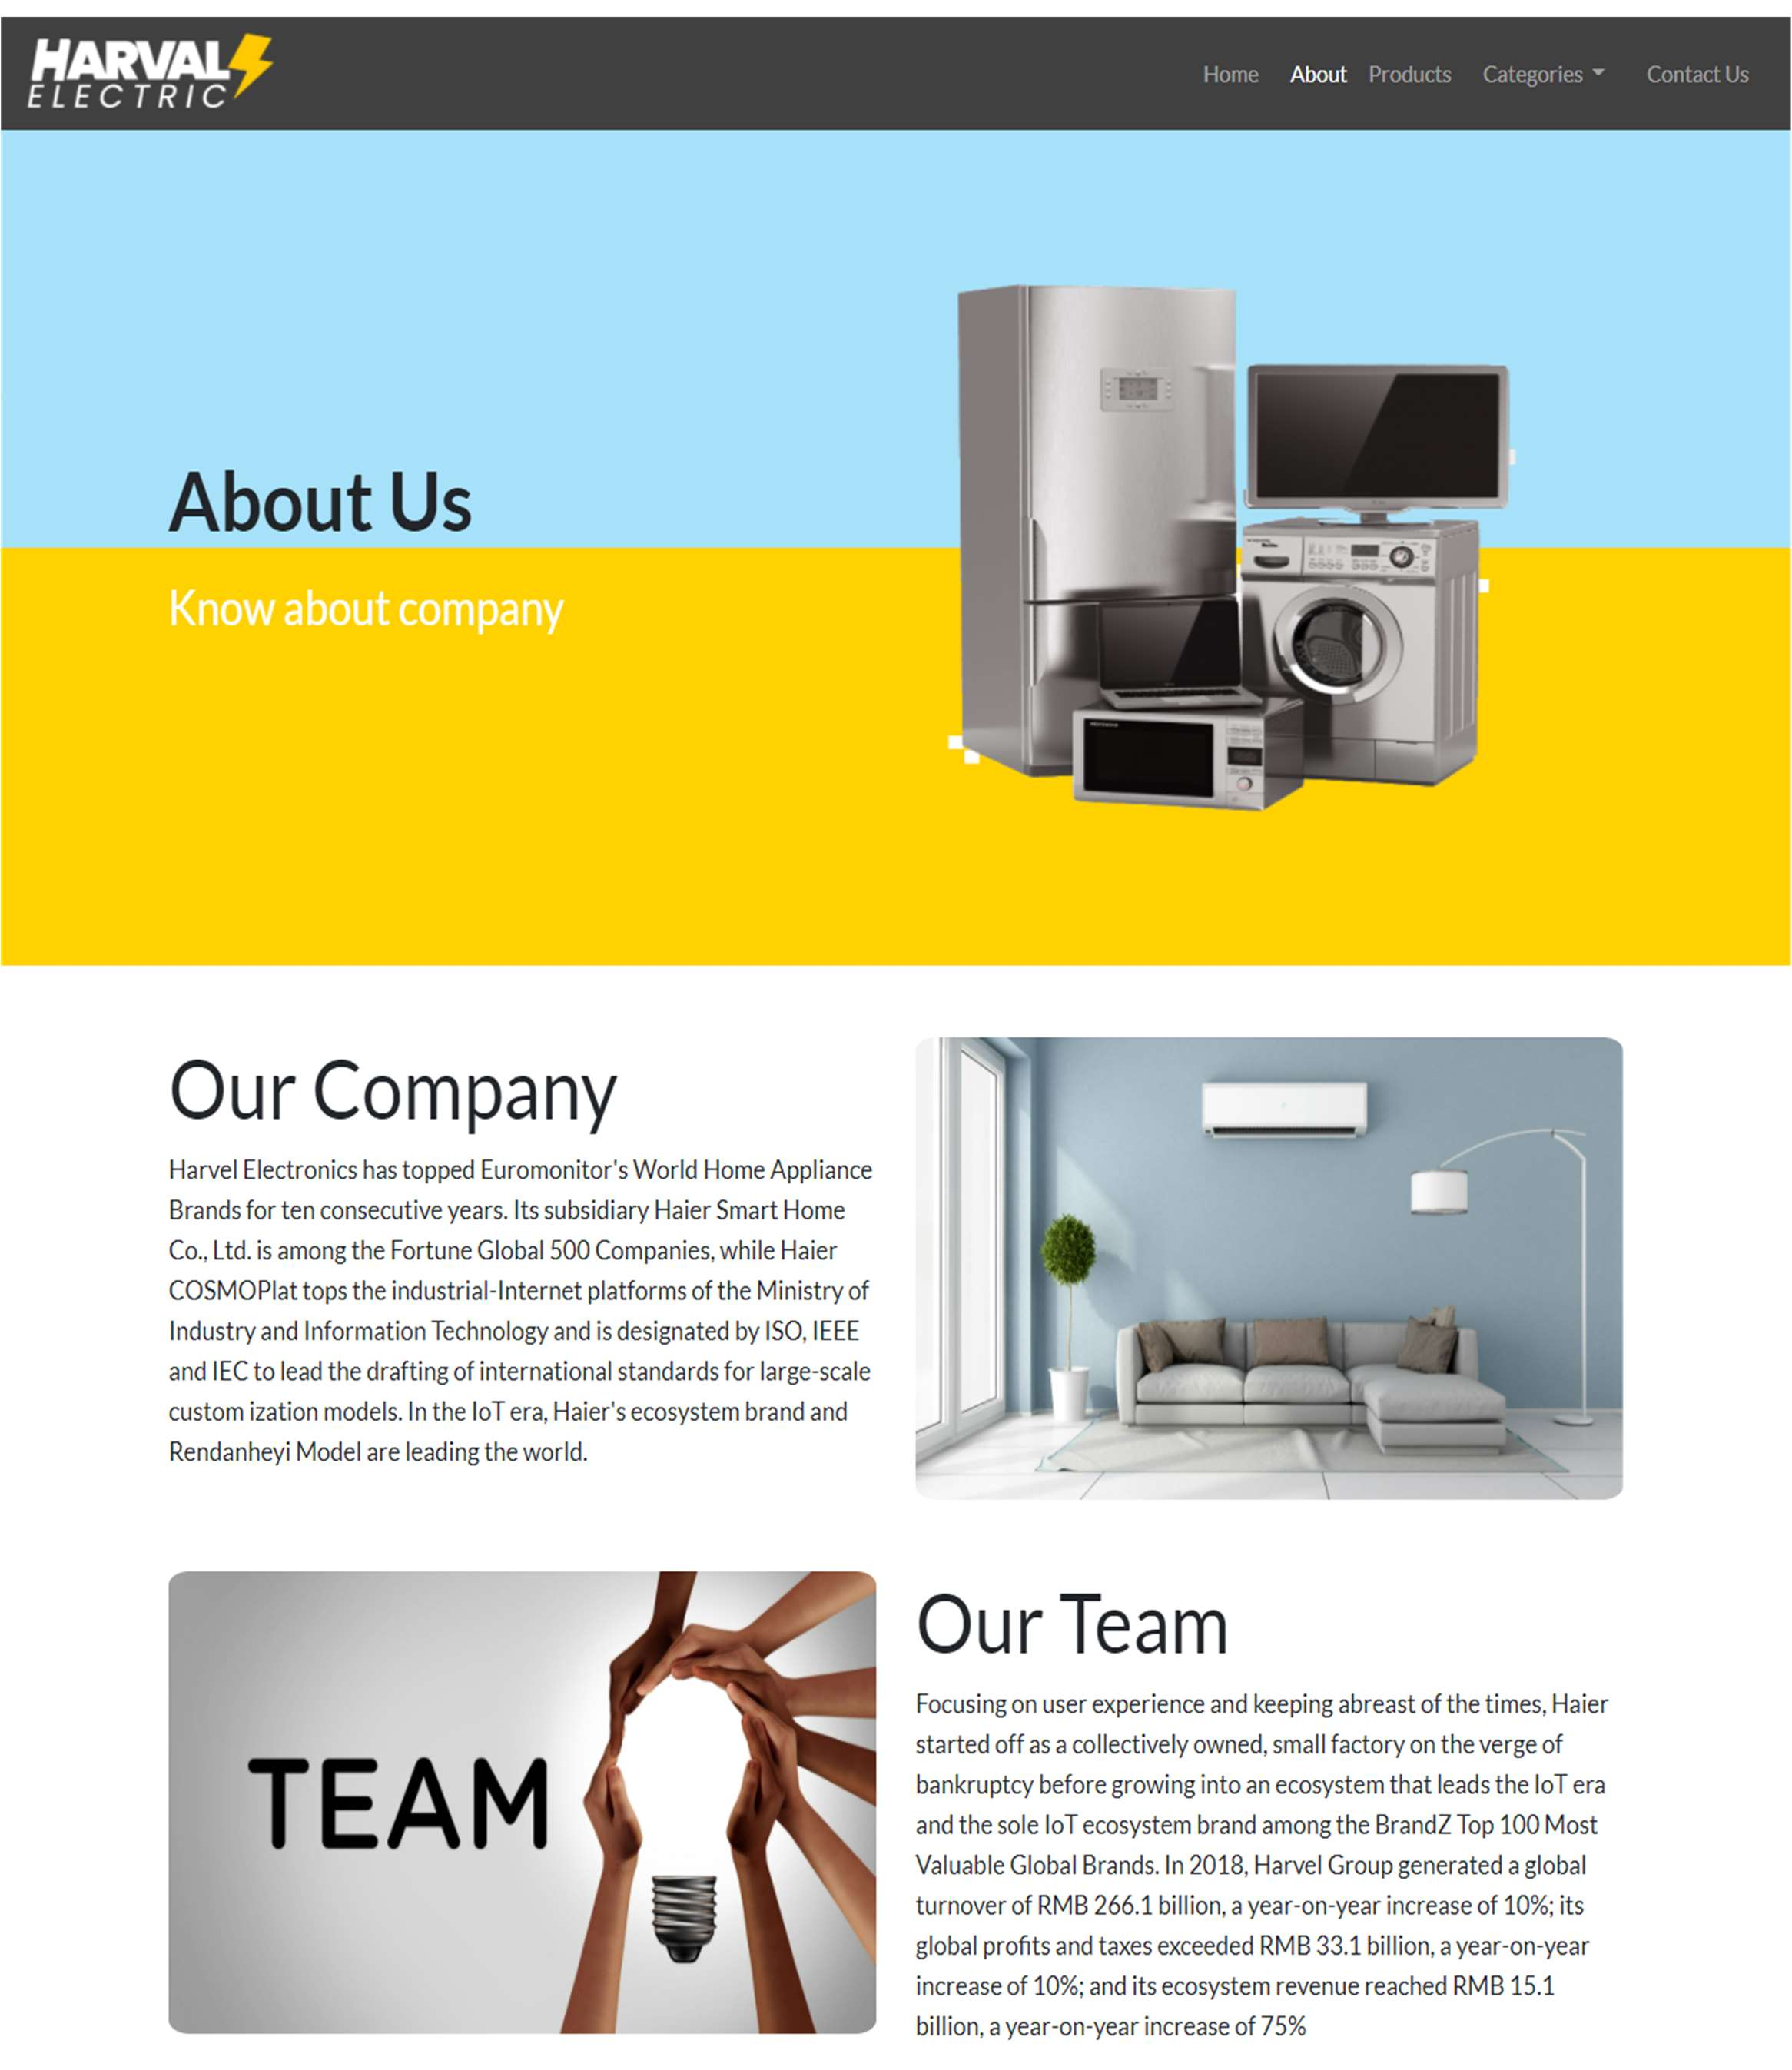 HARVAL
ELECTRIC
Home About Products Categories Contact Us
About Us
Know about company
Our Company
Harvel Electronics has topped Euromonitor's World Home Appliance
Brands for ten consecutive years. Its subsidiary Haier Smart Home
Co., Ltd. is among the Fortune Global 500 Companies, while Haier
COSMOPlat tops the industrial-Internet platforms of the Ministry of
Industry and Information Technology and is designated by ISO, IEEE
and IEC to lead the drafting of international standards for large-scale
custom ization models. In the IoT era, Haier's ecosystem brand and
Rendanheyi Model are leading the world.
TEAM
Our Team
Focusing on user experience and keeping abreast of the times, Haier
started off as a collectively owned, small factory on the verge of
bankruptcy before growing into an ecosystem that leads the IoT era
and the sole IoT ecosystem brand among the BrandZ Top 100 Most
Valuable Global Brands. In 2018, Harvel Group generated a global
turnover of RMB 266.1 billion, a year-on-year increase of 10%; its
global profits and taxes exceeded RMB 33.1 billion, a year-on-year
increase of 10%; and its ecosystem revenue reached RMB 15.1
billion, a year-on-year increase of 75%